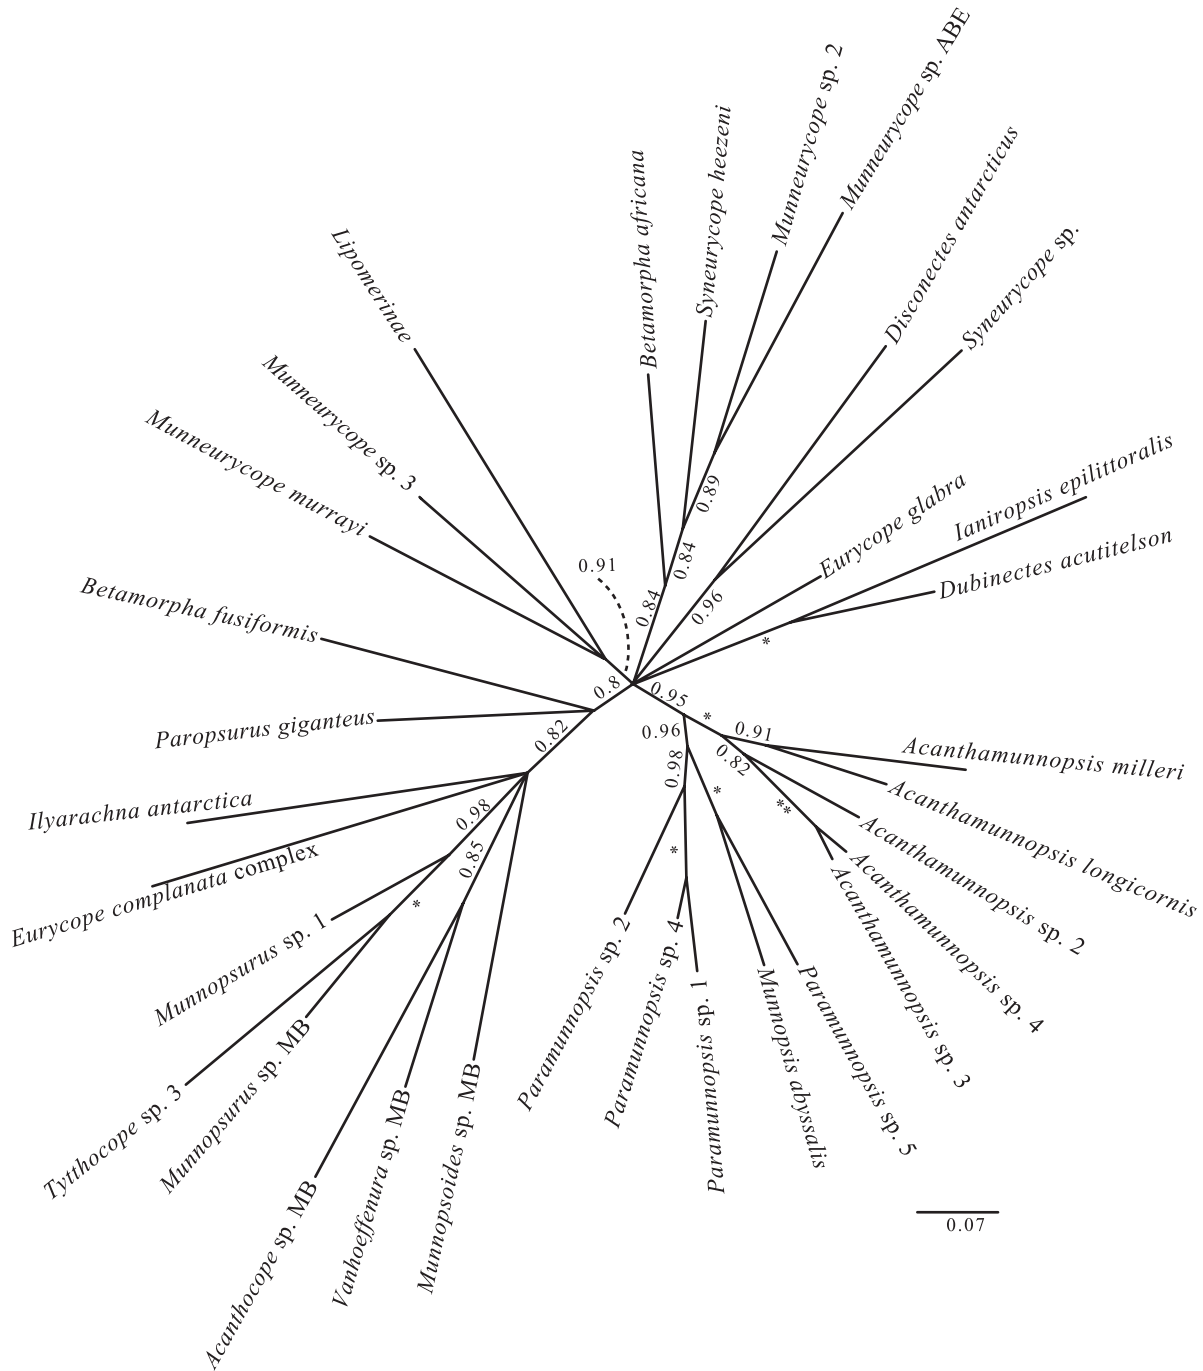 Munneurycope sp. ABE
Munneurycope sp. 2
Syneurycope heezeni
Betamorpha africana
Disconectes antarcticus
Syneurycope sp.
Lipomerinae
Munneurycope sp. 3
Munneurycope murrayi
Eurycope glabra
Ianiropsis epilittoralis
Dubinectes acutitelson
Betamorpha fusiformis
Paropsurus giganteus
Ilyarachna antarctica
Eurycope complanata complex
Munnopsurus sp. 1
Tytthocope sp. 3
Munnopsurus sp. MB
Acanthocope sp. MB
Vanhoeffenura sp. MB
Munnopsoides sp. MB
Paramunnopsis sp. 2
Paramunnopsis sp. 4
Paramunnopsis sp. 1
Munnopsis abyssalis
Paramunnopsis sp. 5
Acanthamunnopsis sp. 3
Acanthamunnopsis sp. 4
Acanthamunnopsis sp. 2
Acanthamunnopsis longicornis
Acanthamunnopsis milleri
0.89
0.84
0.84
0.96
0.91
*
0.8
0.95
0.82
*
0.96
0.91
0.82
0.98
*
**
0.98
0.85
*
*
0.07